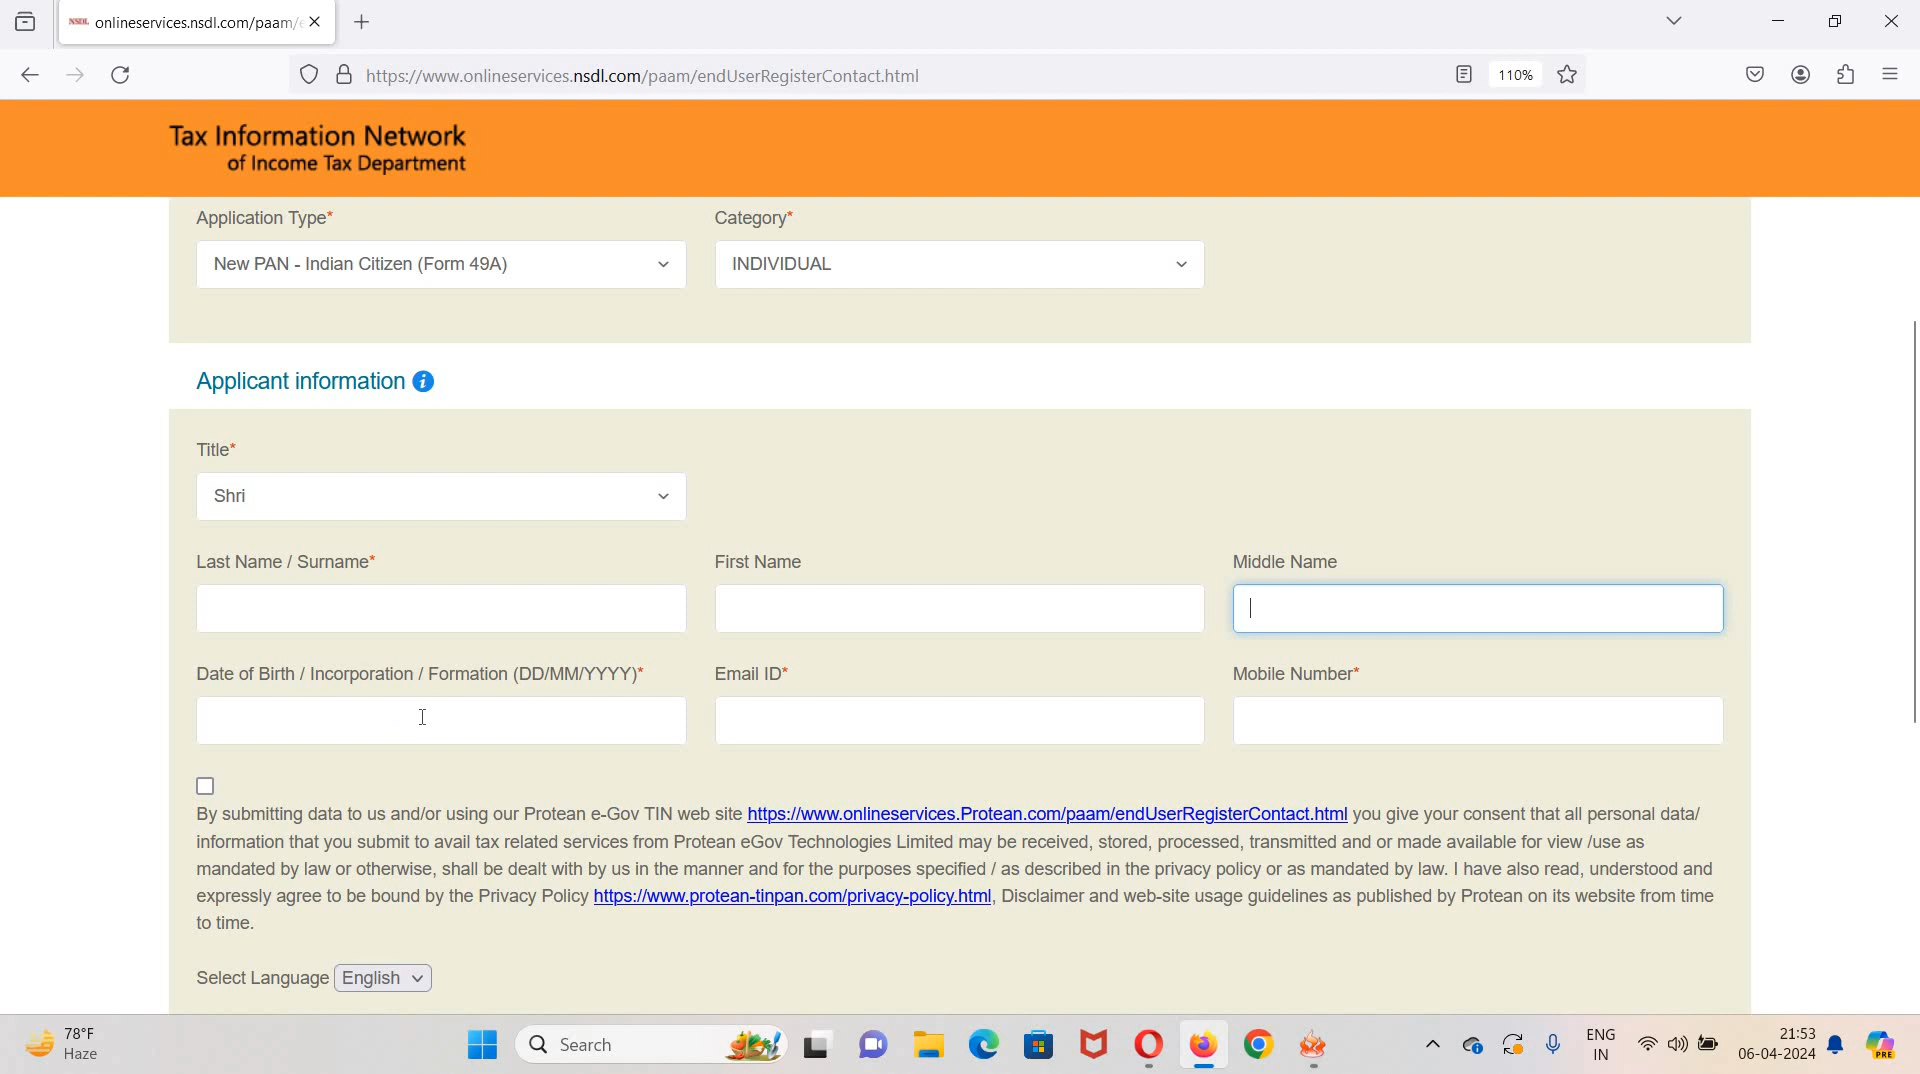 NSDL onlineservices.nsdl.com/paam/e
https://www.onlineservices.nsdl.com/paam/endUserRegisterContact.html
110%
Tax Information Network
of Income Tax Department
Application Type* Category*
New PAN - Indian Citizen (Form 49A) INDIVIDUAL
Applicant information i
Title*
Shri
Last Name / Surname* First Name Middle Name
Date of Birth / Incorporation / Formation (DD/MM/YYYY)* Email ID* Mobile Number*
By submitting data to us and/or using our Protean e-Gov TIN web site https://www.onlineservices.Protean.com/paam/endUserRegisterContact.html you give your consent that all personal data/
information that you submit to avail tax related services from Protean eGov Technologies Limited may be received, stored, processed, transmitted and or made available for view /use as
mandated by law or otherwise, shall be dealt with by us in the manner and for the purposes specified / as described in the privacy policy or as mandated by law. I have also read, understood and
expressly agree to be bound by the Privacy Policy https://www.protean-tinpan.com/privacy-policy.html, Disclaimer and web-site usage guidelines as published by Protean on its website from time
to time.
Select Language English
78°F
Haze
Search
ENG
IN
21:53
06-04-2024
PRE